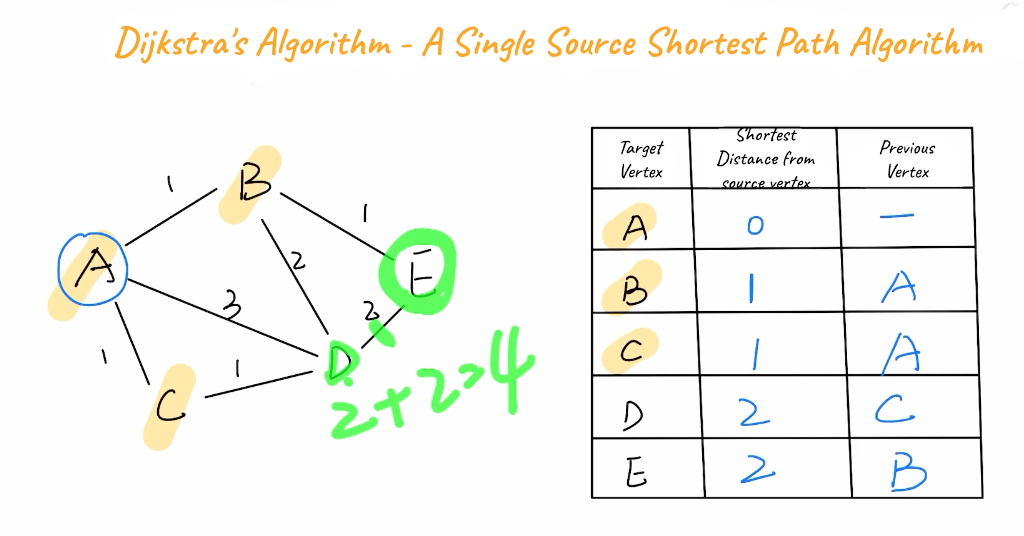 Dijkstra's Algorithm - A Single Source Shortest Path Algorithm
1
B
1
A
2
E
3
2
D
1
1
C
2+2=4
Target
Vertex
Shortest
Distance from
source vertex
Previous
Vertex
A 0 —
B 1 A
C 1 A
D 2 C
E 2 B